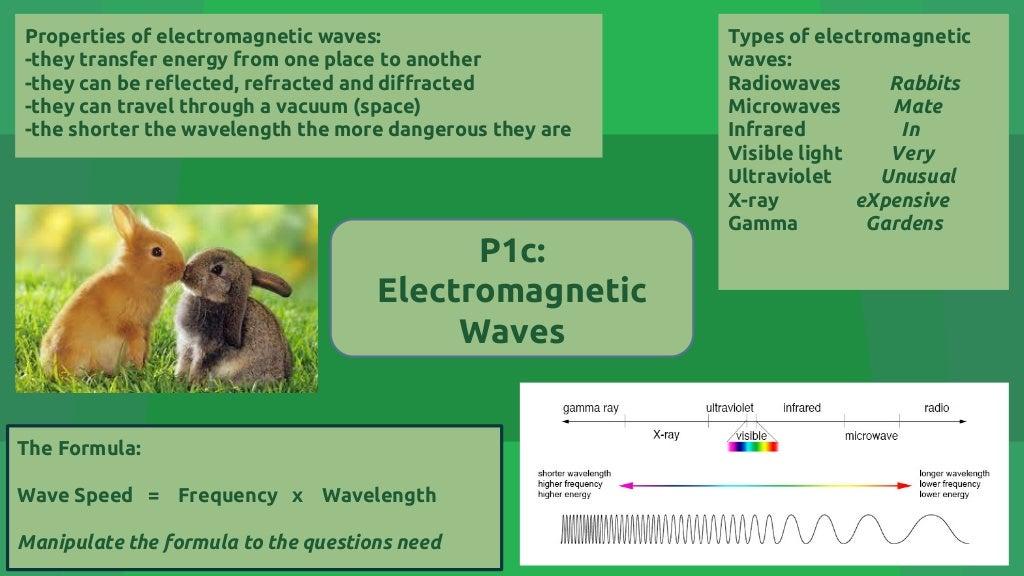 Properties of electromagnetic waves:
-they transfer energy from one place to another
-they can be reflected, refracted and diffracted
-they can travel through a vacuum (space)
-the shorter the wavelength the more dangerous they are
Types of electromagnetic
waves:
Radiowaves Rabbits
Microwaves Mate
Infrared In
Visible light Very
Ultraviolet Unusual
X-ray eXpensive
Gamma Gardens
P1c:
Electromagnetic
Waves
The Formula:
Wave Speed = Frequency x Wavelength
Manipulate the formula to the questions need
gamma ray ultraviolet infrared radio
X-ray visible microwave
shorter wavelength
higher frequency
higher energy
longer wavelength
lower frequency
lower energy